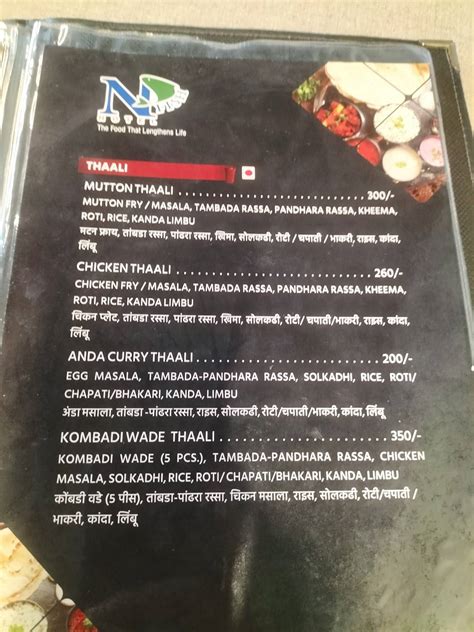 N
HOTEL
The Food That Lengthens Life
THAALI
MUTTON THAALI .......................... 300/-
MUTTON FRY / MASALA, TAMBADA RASSA, PANDHARA RASSA, KHEEMA,
ROTI, RICE, KANDA LIMBU
मटन फ्राय, तांबडा रस्सा, पांढरा रस्सा, खिमा, सोलकढी, रोटी / चपाती / भाकरी, राइस, कांदा,
लिंबू
CHICKEN THAALI .......................... 260/-
CHICKEN FRY / MASALA, TAMBADA RASSA, PANDHARA RASSA, KHEEMA,
ROTI, RICE, KANDA LIMBU
चिकन प्लेट, तांबडा रस्सा, पांढरा रस्सा, खिमा, सोलकढी, रोटी/ चपाती/भाकरी, राइस, कांदा,
लिंबू
ANDA CURRY THAALI ....................... 200/-
EGG MASALA, TAMBADA-PANDHARA RASSA, SOLKADHI, RICE, ROTI/
CHAPATI/BHAKARI, KANDA, LIMBU
अंडा मसाला, तांबडा-पांढरा रस्सा, राइस, सोलकढी, रोटी/चपाती/भाकरी, कांदा, लिंबू
KOMBADI WADE THAALI ..................... 350/-
KOMBADI WADE (5 PCS.), TAMBADA-PANDHARA RASSA, CHICKEN
MASALA, SOLKADHI, RICE, ROTI/ CHAPATI/BHAKARI, KANDA, LIMBU
कोंबडी वडे (5 पीस), तांबडा-पांढरा रस्सा, चिकन मसाला, राइस, सोलकढी, रोटी/चपाती/
भाकरी, कांदा, लिंबू